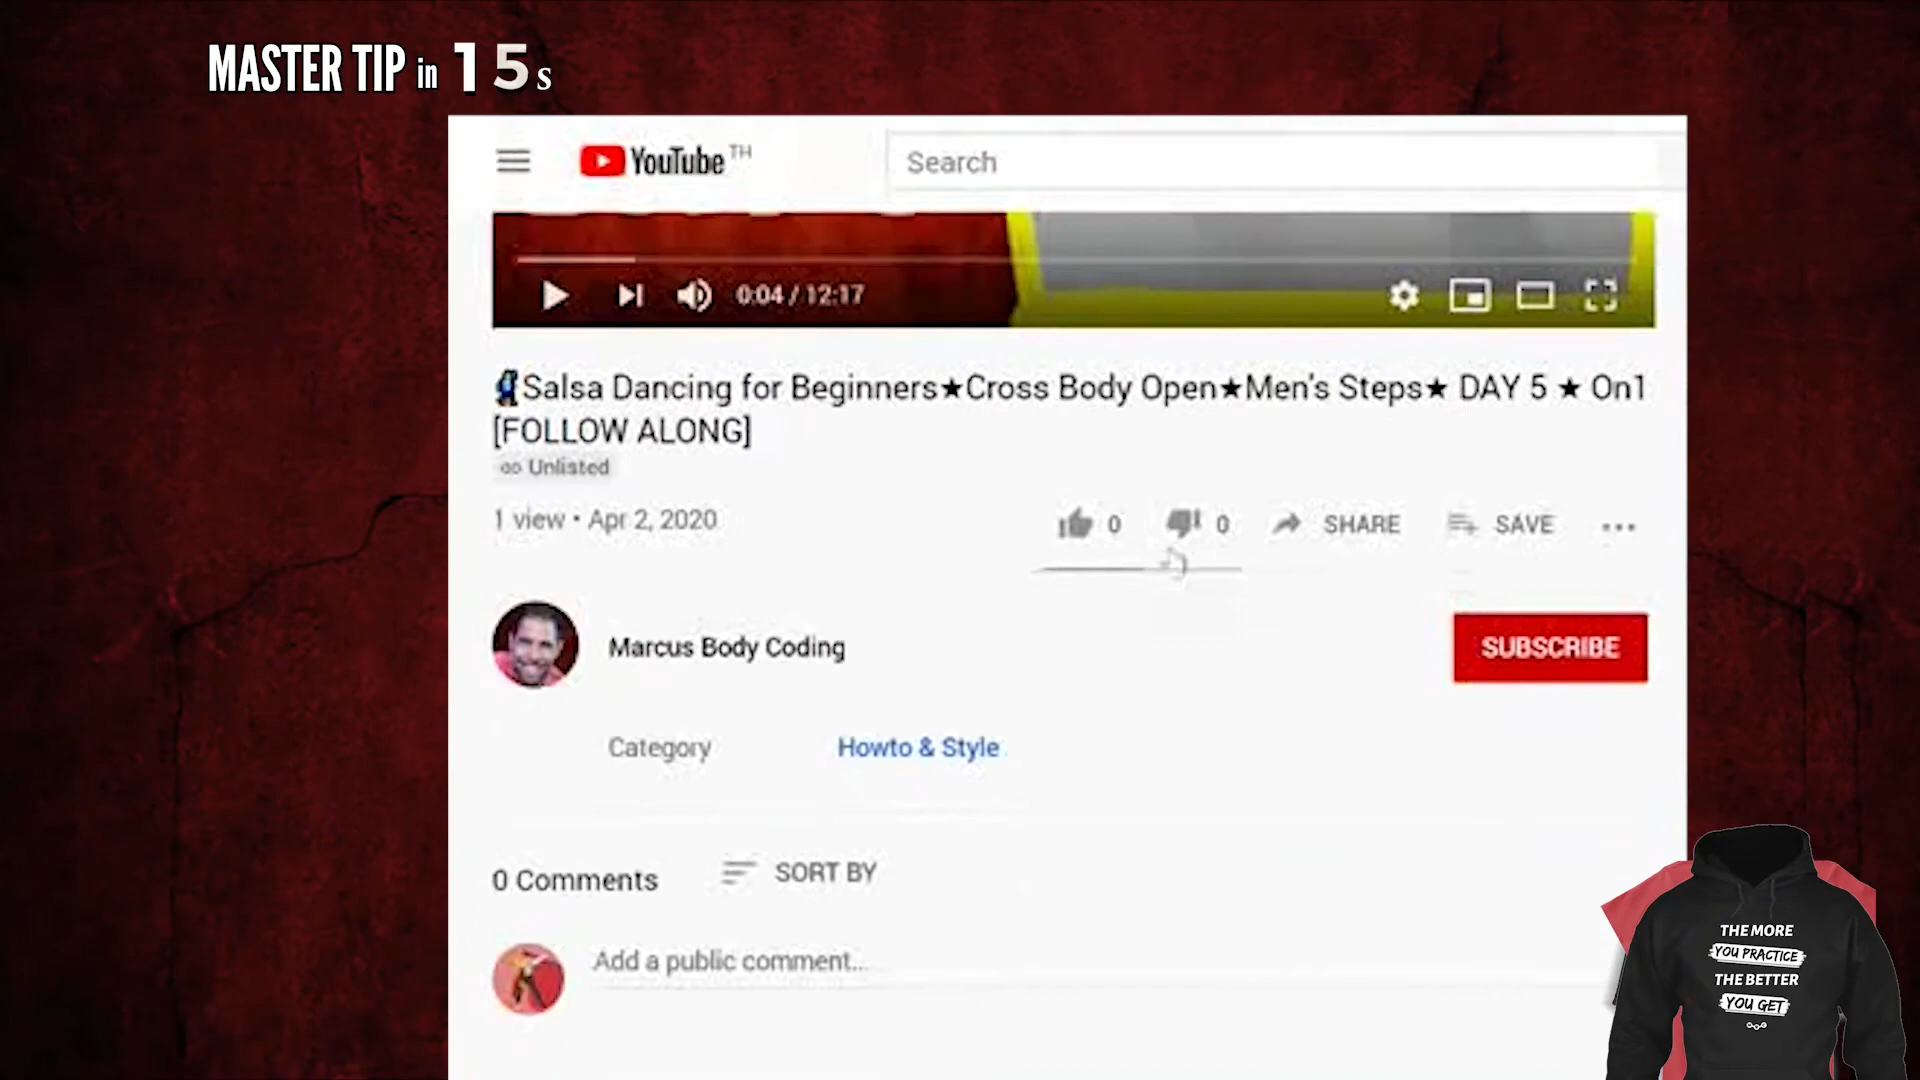 MASTER TIP in 15s
YouTube TH
Search
0:04 / 12:17
Salsa Dancing for Beginners★Cross Body Open★Men's Steps★ DAY 5 ★ On1
[FOLLOW ALONG]
Unlisted
1 view • Apr 2, 2020
0 0 SHARE SAVE
Marcus Body Coding
SUBSCRIBE
Category Howto & Style
0 Comments SORT BY
Add a public comment...
THE MORE
YOU PRACTICE
THE BETTER
YOU GET